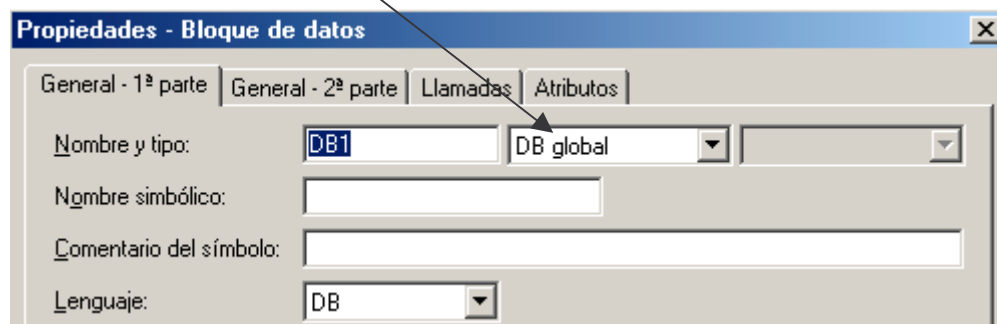 Propiedades - Bloque de datos
General - 1ª parte General - 2ª parte Llamadas Atributos
Nombre y tipo: DB1 DB global
Nombre simbólico:
Comentario del símbolo:
Lenguaje: DB